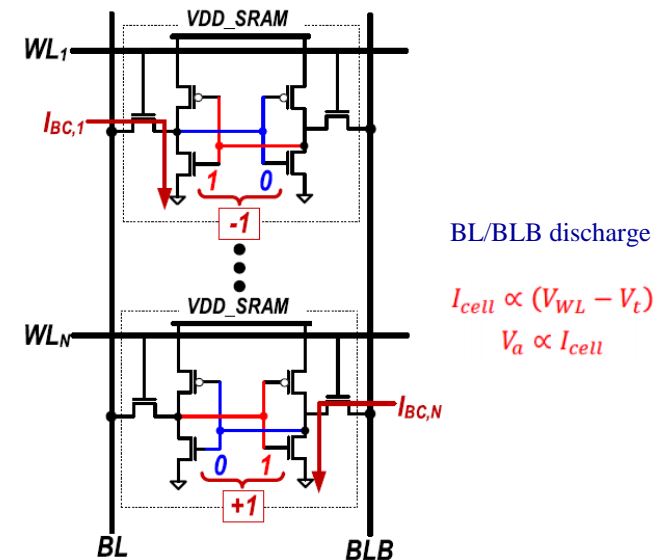 VDD_SRAM
WL1
IBC,1
1 0
-1
BL/BLB discharge
Icell ∝ (VWL − Vt)
Va ∝ Icell
VDD_SRAM
WLN
IBC,N
0 1
+1
BL
BLB